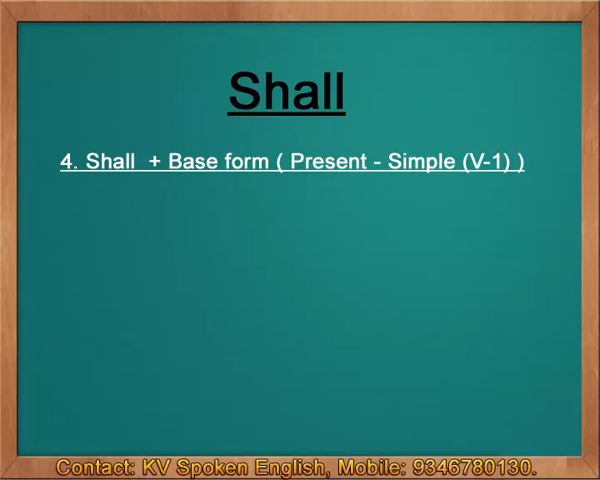 Shall
4. Shall + Base form ( Present - Simple (V-1) )
Contact: KV Spoken English, Mobile: 9346780130.